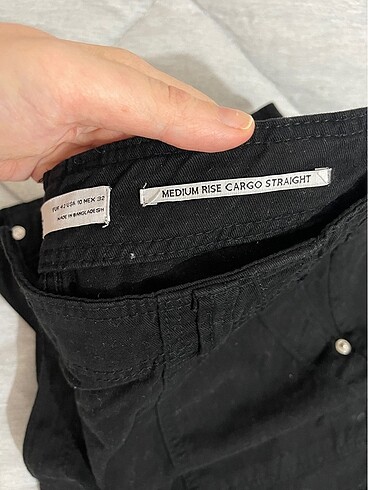 EUR 42 USA 10 MEX 32
MADE IN BANGLADESH
MEDIUM RISE CARGO STRAIGHT